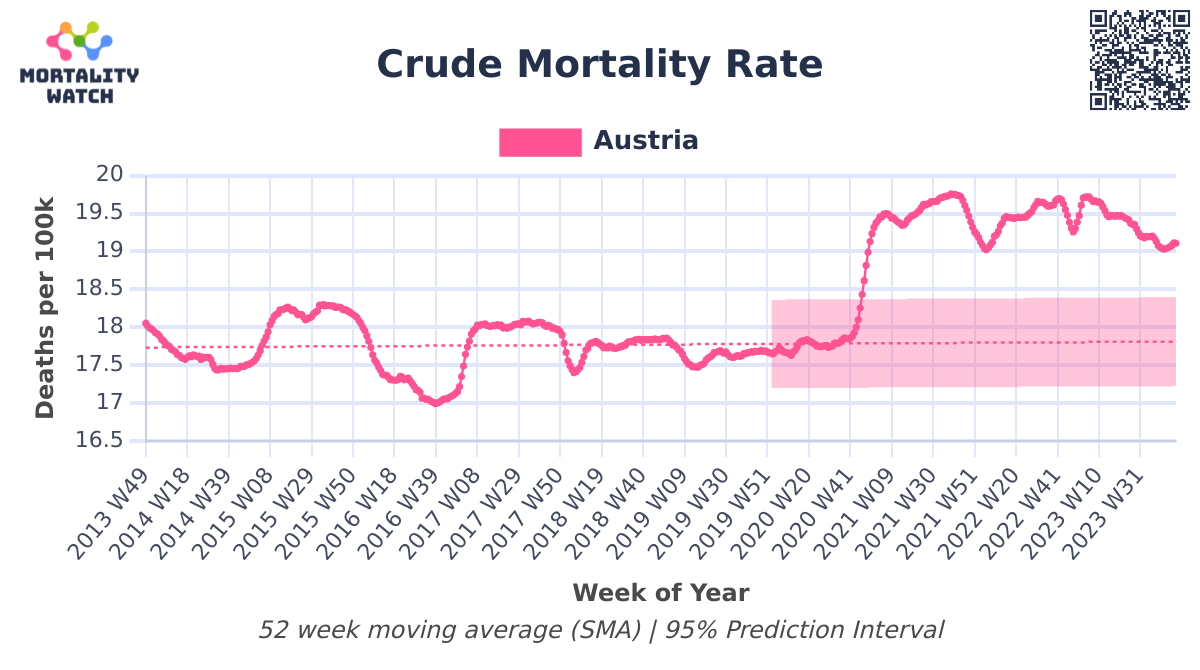 MORTALITY
WATCH
Crude Mortality Rate
Austria
Deaths per 100k
20
19.5
19
18.5
18
17.5
17
16.5
2013 W49
2014 W18
2014 W39
2015 W08
2015 W29
2015 W50
2016 W18
2016 W39
2017 W08
2017 W29
2017 W50
2018 W19
2018 W40
2019 W09
2019 W30
2019 W51
2020 W20
2020 W41
2021 W09
2021 W30
2021 W51
2022 W20
2022 W41
2023 W10
2023 W31
Week of Year
52 week moving average (SMA) | 95% Prediction Interval